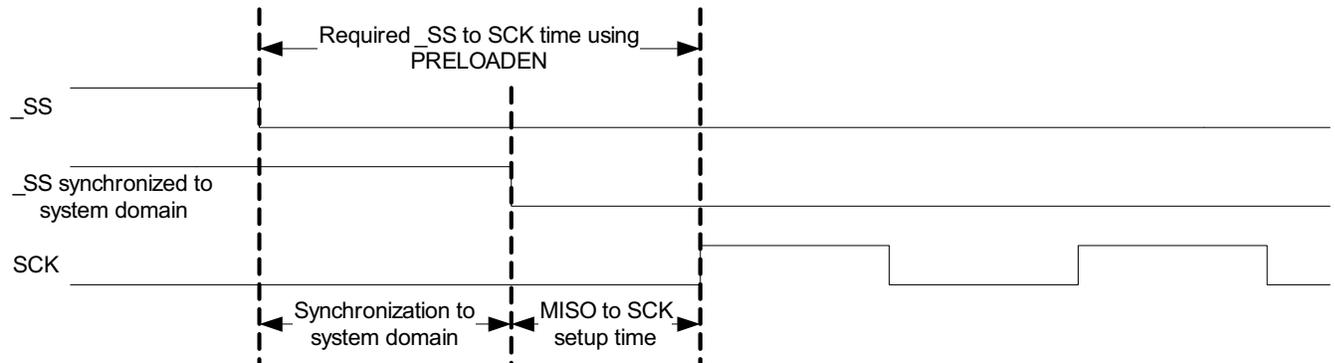 Required _SS to SCK time using
PRELOADEN
_SS
_SS synchronized to
system domain
SCK
Synchronization to
system domain
MISO to SCK
setup time